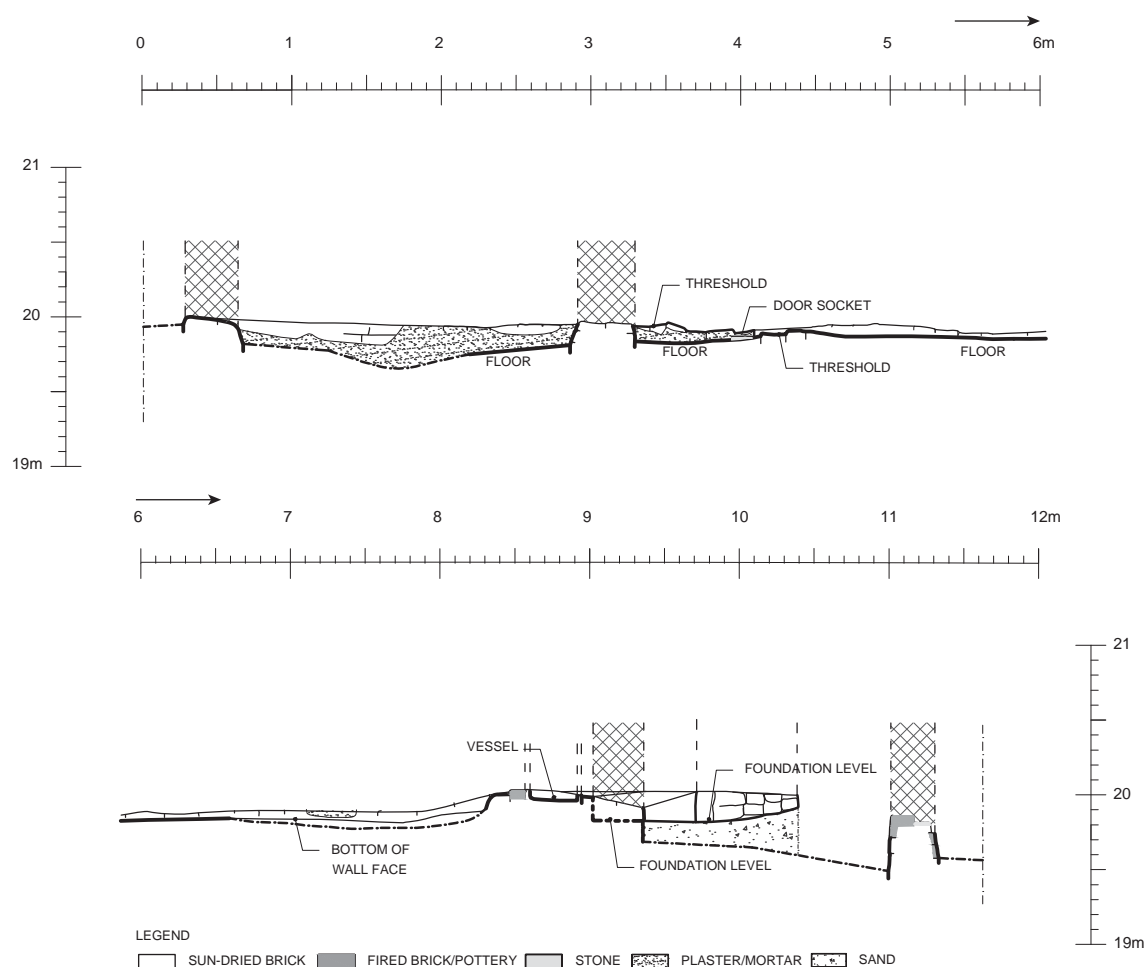 0 1 2 3 4 5 6m
21
20
19m
THRESHOLD
DOOR SOCKET
FLOOR
FLOOR
FLOOR
THRESHOLD
6 7 8 9 10 11 12m
21
20
19m
VESSEL
FOUNDATION LEVEL
BOTTOM OF
WALL FACE
FOUNDATION LEVEL
LEGEND
SUN-DRIED BRICK FIRED BRICK/POTTERY STONE PLASTER/MORTAR SAND